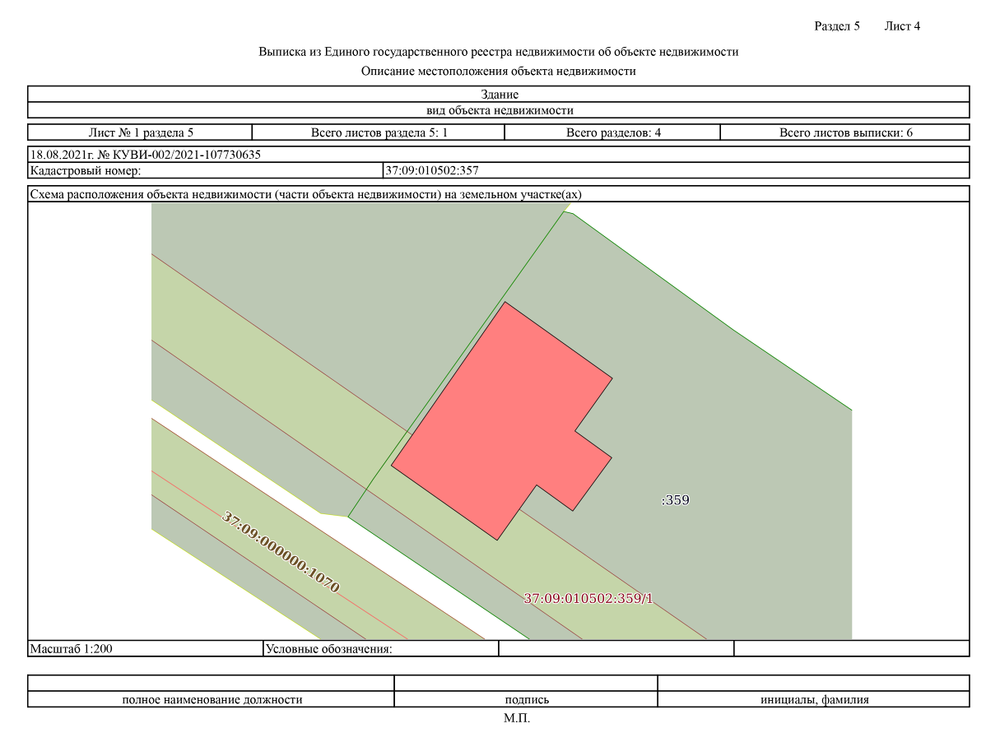 Раздел 5 Лист 4
Выписка из Единого государственного реестра недвижимости об объекте недвижимости
Описание местоположения объекта недвижимости
Здание
вид объекта недвижимости
Лист № 1 раздела 5 Всего листов раздела 5: 1 Всего разделов: 4 Всего листов выписки: 6
18.08.2021г. № КУВИ-002/2021-107730635
Кадастровый номер: 37:09:010502:357
Схема расположения объекта недвижимости (части объекта недвижимости) на земельном участке(ах)
:359
37:09:000000:1070
37:09:010502:359/1
Масштаб 1:200 Условные обозначения:
полное наименование должности подпись инициалы, фамилия
М.П.